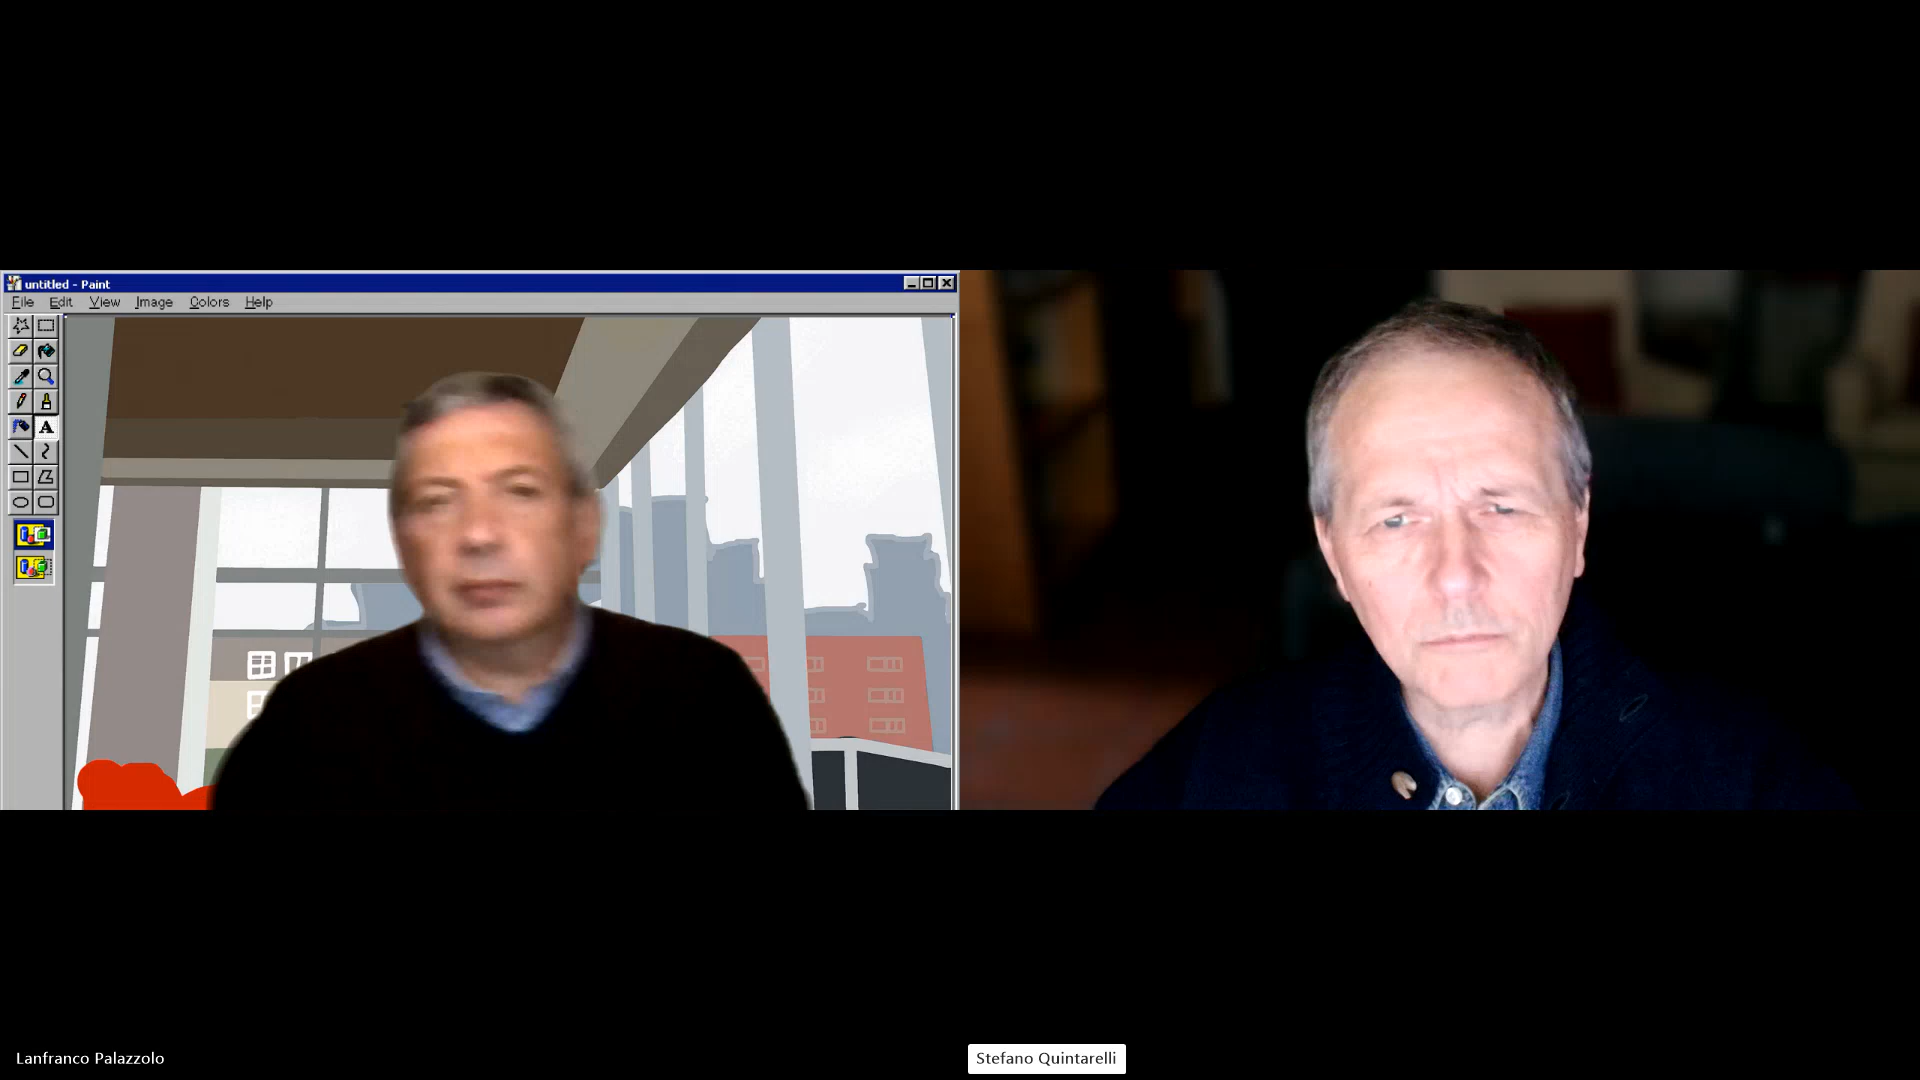 untitled - Paint
File Edit View Image Colors Help
A
Lanfranco Palazzolo
Stefano Quintarelli